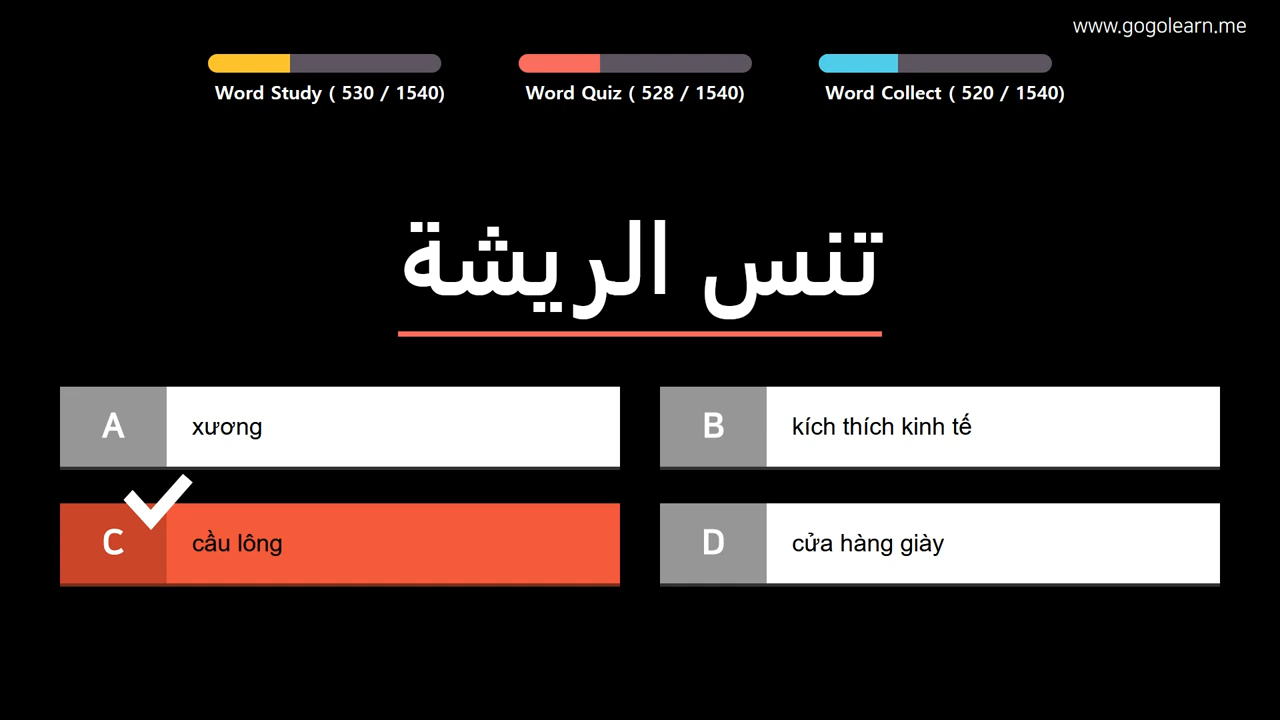 www.gogolearn.me
Word Study ( 530 / 1540)
Word Quiz ( 528 / 1540)
Word Collect ( 520 / 1540)
تنس الريشة
A xương
B kích thích kinh tế
C cầu lông
D cửa hàng giày